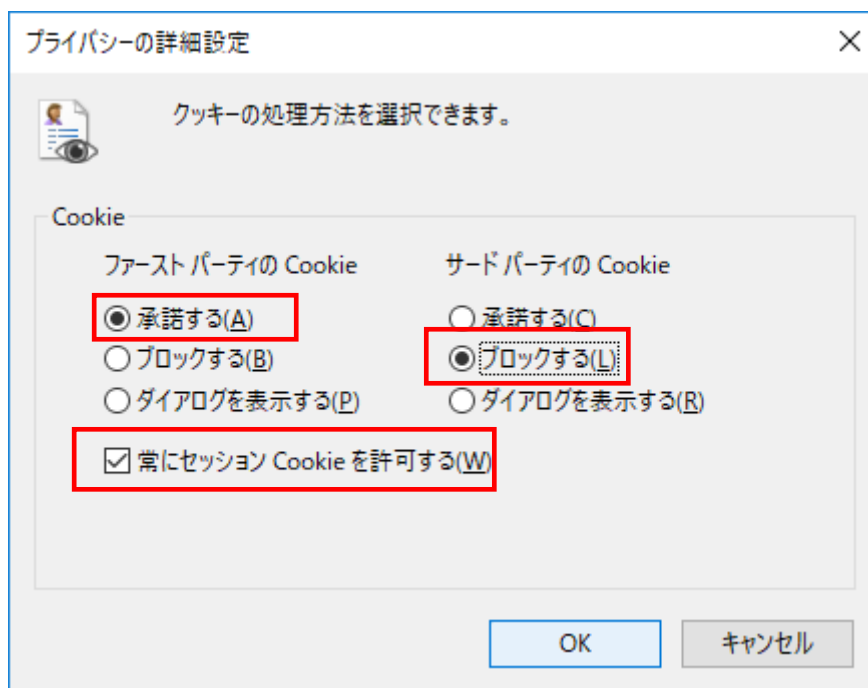 プライバシーの詳細設定
クッキーの処理方法を選択できます。
Cookie
ファースト パーティの Cookie
サード パーティの Cookie
承諾する(A)
承諾する(C)
ブロックする(B)
ブロックする(L)
ダイアログを表示する(P)
ダイアログを表示する(R)
常にセッション Cookie を許可する(W)
OK
キャンセル